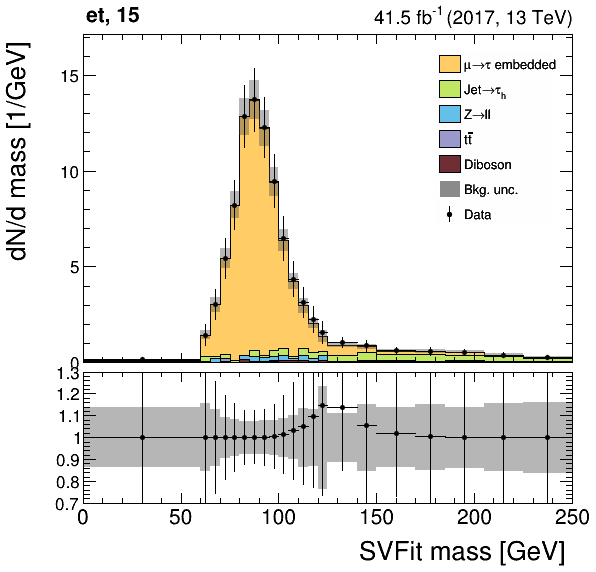 et, 15
41.5 fb⁻¹ (2017, 13 TeV)
dN/d mass [1/GeV]
15
10
5
0
μ→τ embedded
Jet→τₕ
Z→ll
tt̄
Diboson
Bkg. unc.
Data
1.3
1.2
1.1
1
0.9
0.8
0.7
0 50 100 150 200 250
SVFit mass [GeV]